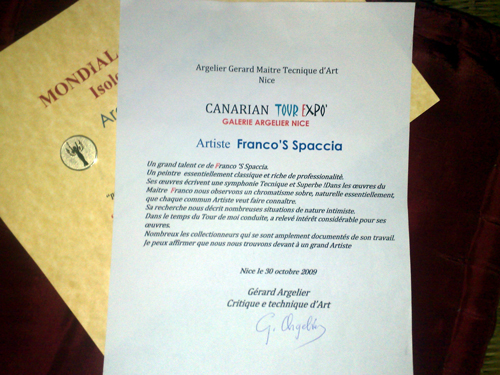 MONDIAL
Isole
Argelier Gerard Maitre Tecnique d'Art
Nice
CANARIAN TOUR EXPO'
GALERIE ARGELIER NICE
Artiste Franco'S Spaccia
Un grand talent ce de Franco 'S Spaccia.
Un peintre essentiellement classique et riche de professionalité.
Ses œuvres écrivent une symphonie Tecnique et Superbe !Dans les œuvres du
Maitre Franco nous observons un chromatisme sobre, naturelle essentiellement,
que chaque commun Artiste veut faire connaître.
Sa recherche nous décrit nombreuses situations de nature intimiste.
Dans le temps du Tour de moi conduite, a relevé intérêt considérable pour ses
œuvres.
Nombreux les collectionneurs qui se sont amplement documentés de son travail.
Je peux affirmer que nous nous trouvons devant à un grand Artiste
Nice le 30 octobre 2009
Gérard Argelier
Critique e technique d'Art
G. Argelier